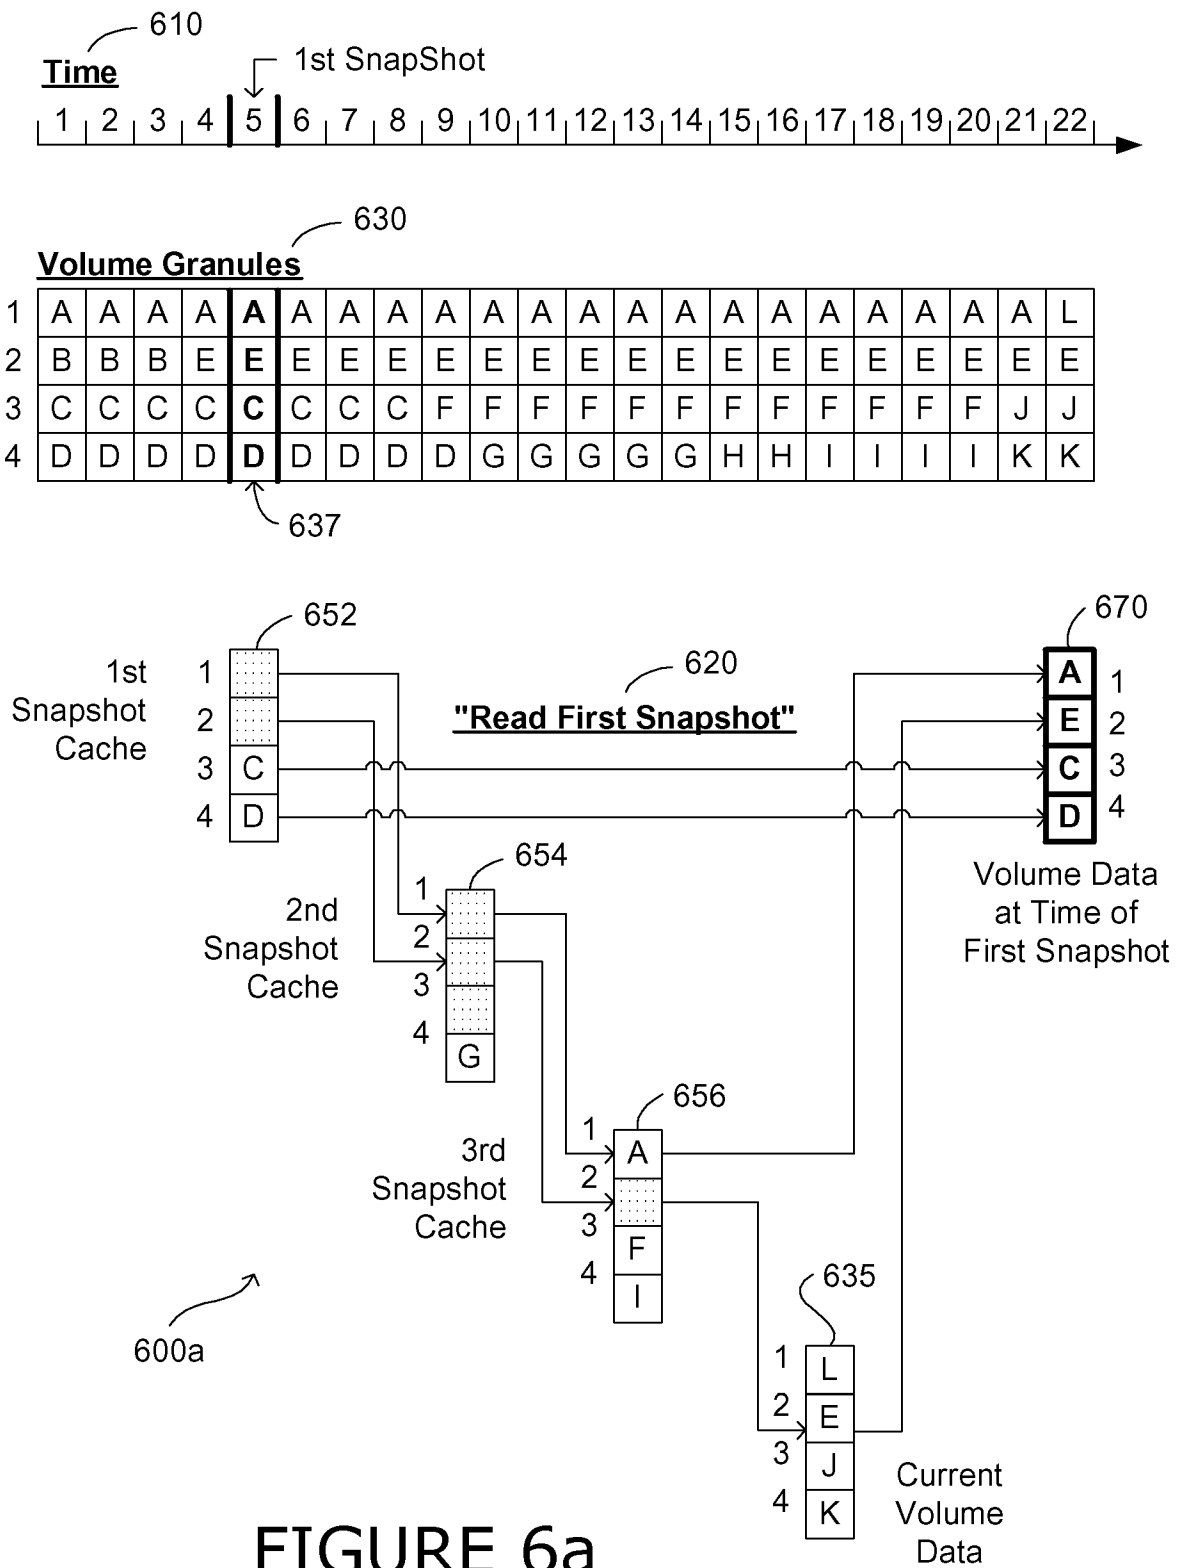 610
Time
1st SnapShot
1 2 3 4 5 6 7 8 9 10 11 12 13 14 15 16 17 18 19 20 21 22
630
Volume Granules
1 A A A A A A A A A A A A A A A A A A A A A L
2 B B B E E E E E E E E E E E E E E E E E E E
3 C C C C C C C C F F F F F F F F F F F F J J
4 D D D D D D D D D G G G G G H H I I I I K K
637
652
670
620
"Read First Snapshot"
1st
Snapshot
Cache
1
2
3 C
4 D
A 1
E 2
C 3
D 4
Volume Data
at Time of
First Snapshot
654
2nd
Snapshot
Cache
1
2
3
4
G
656
3rd
Snapshot
Cache
1 A
2
3 F
4 I
635
600a
1 L
2 E
3 J
4 K
Current
Volume
Data
FIGURE 6a